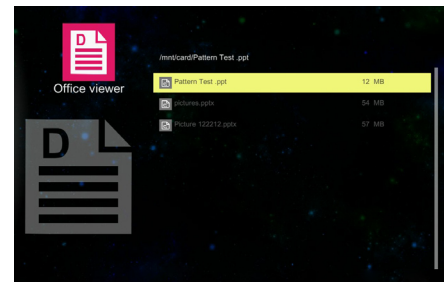 D
Office viewer
D
/mnt/card/Pattern Test .ppt
Pattern Test .ppt 12 MB
pictures.pptx 54 MB
Picture 122212.pptx 57 MB